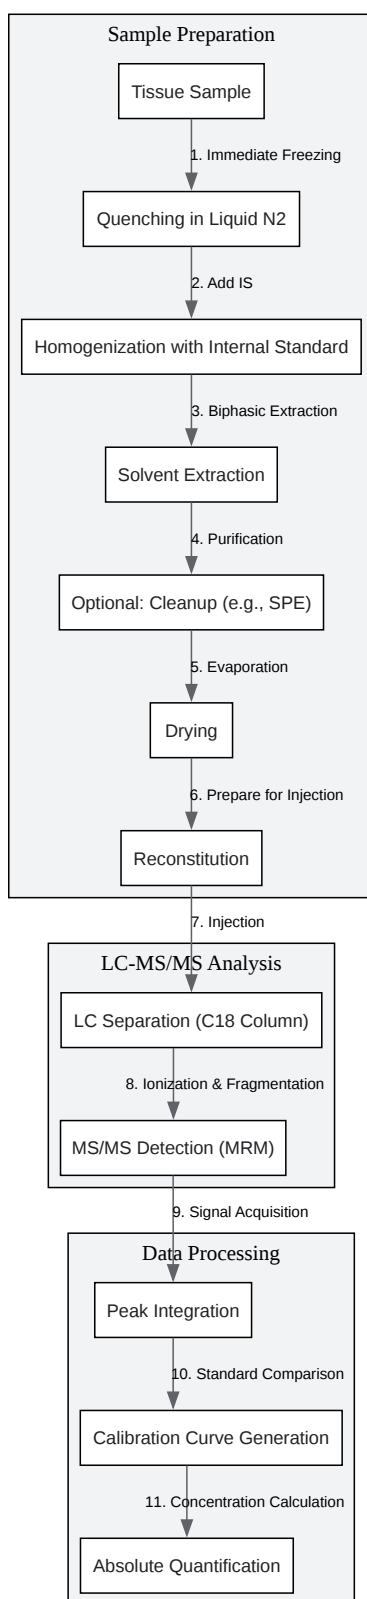 Sample Preparation
Tissue Sample
1. Immediate Freezing
Quenching in Liquid N2
2. Add IS
Homogenization with Internal Standard
3. Biphasic Extraction
Solvent Extraction
4. Purification
Optional: Cleanup (e.g., SPE)
5. Evaporation
Drying
6. Prepare for Injection
Reconstitution
7. Injection
LC-MS/MS Analysis
LC Separation (C18 Column)
8. Ionization & Fragmentation
MS/MS Detection (MRM)
9. Signal Acquisition
Data Processing
Peak Integration
10. Standard Comparison
Calibration Curve Generation
11. Concentration Calculation
Absolute Quantification